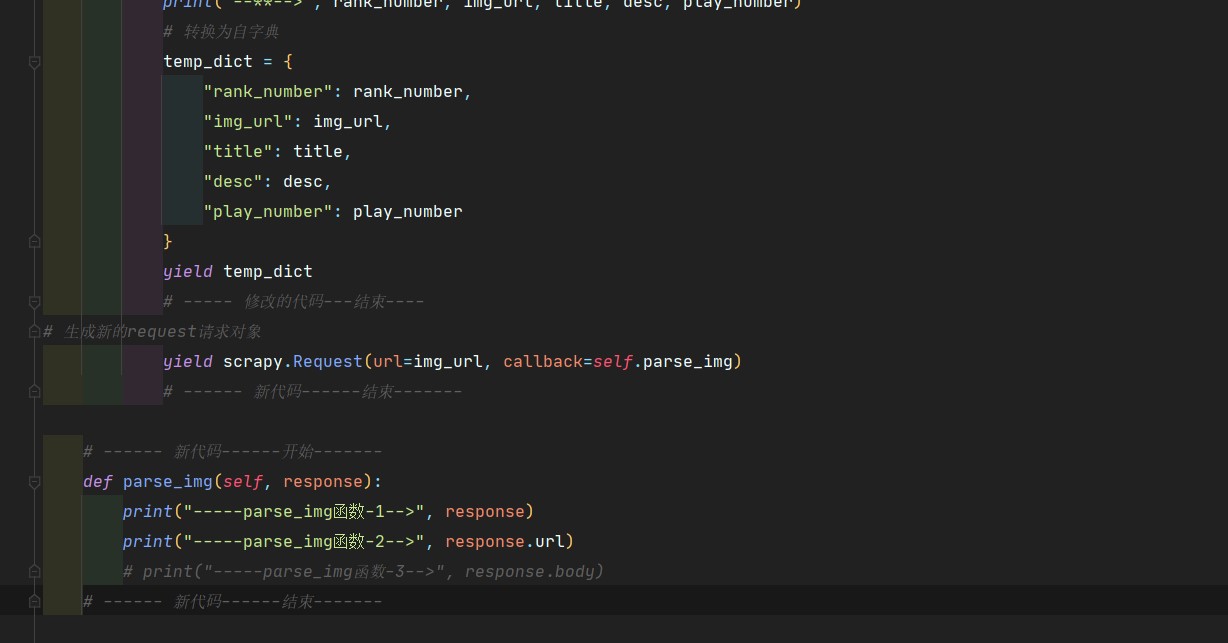 print("--**-->", rank_number, img_url, title, desc, play_number)
# 转换为自字典
temp_dict = {
"rank_number": rank_number,
"img_url": img_url,
"title": title,
"desc": desc,
"play_number": play_number
}
yield temp_dict
# ----- 修改的代码---结束----
# 生成新的request请求对象
yield scrapy.Request(url=img_url, callback=self.parse_img)
# ------ 新代码------结束-------
# ------ 新代码------开始-------
def parse_img(self, response):
print("-----parse_img函数-1-->", response)
print("-----parse_img函数-2-->", response.url)
# print("-----parse_img函数-3-->", response.body)
# ------ 新代码------结束-------